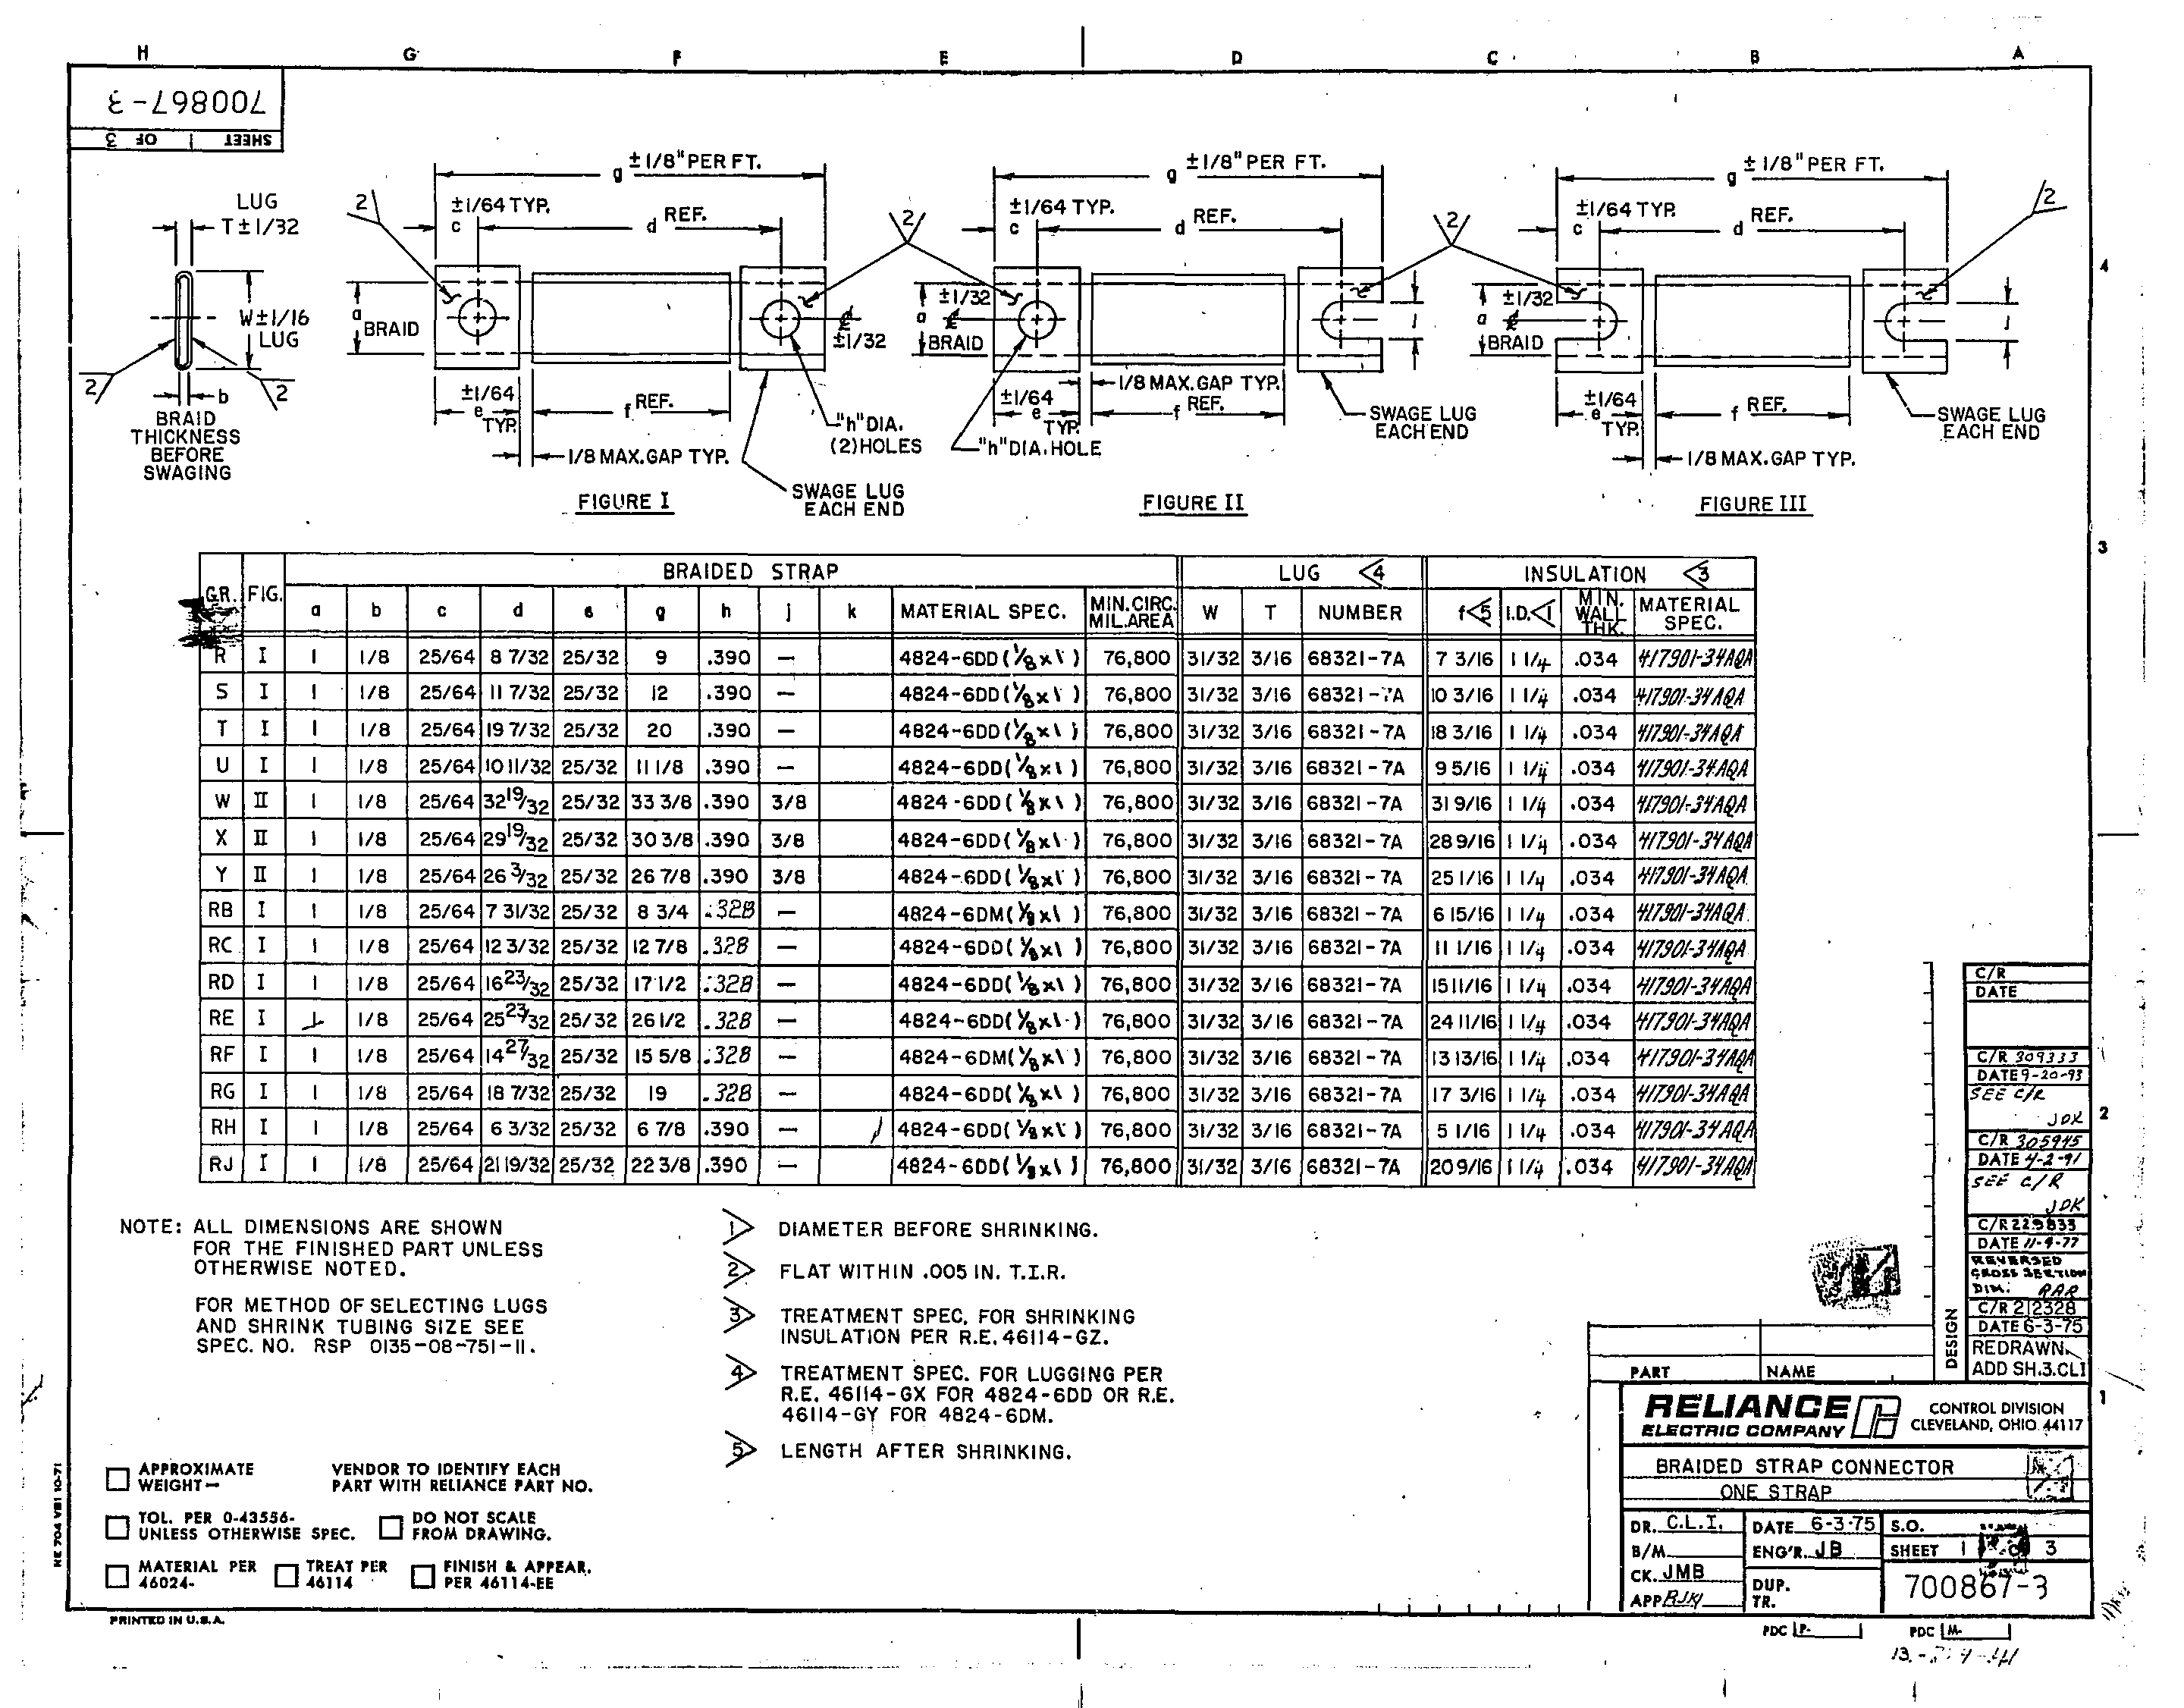 H G F E D C B A
700867-3
SHEET 1 OF 3
LUG
T±1/32
W±1/16
LUG
2
2
b
BRAID
THICKNESS
BEFORE
SWAGING
g ±1/8" PER FT.
2
±1/64 TYP.
c
d REF.
a
BRAID
℄
±1/32
±1/64
e
TYP.
f REF.
"h" DIA.
(2) HOLES
1/8 MAX. GAP TYP.
SWAGE LUG
EACH END
FIGURE I
g ±1/8" PER FT.
2
±1/64 TYP.
c
d REF.
±1/32
a ℄
BRAID
j
±1/64
e
TYP.
1/8 MAX. GAP TYP.
f REF.
"h" DIA. HOLE
SWAGE LUG
EACH END
FIGURE II
g ±1/8" PER FT.
2
2
±1/64 TYP.
c
d REF.
±1/32
a ℄
BRAID
j
±1/64
e
TYP.
f REF.
1/8 MAX. GAP TYP.
SWAGE LUG
EACH END
FIGURE III
4
3
2
1
GR. FIG. BRAIDED STRAP LUG 4 INSULATION 3
a b c d e g h j k MATERIAL SPEC. MIN. CIRC. MIL. AREA W T NUMBER f 5 I.D. 1 MIN. WALL THK. MATERIAL SPEC.
R I 1 1/8 25/64 8 7/32 25/32 9 .390 — 4824-6DD (1/8 x 1) 76,800 31/32 3/16 68321-7A 7 3/16 1 1/4 .034 417901-34AQA
S I 1 1/8 25/64 11 7/32 25/32 12 .390 — 4824-6DD (1/8 x 1) 76,800 31/32 3/16 68321-7A 10 3/16 1 1/4 .034 417901-34AQA
T I 1 1/8 25/64 19 7/32 25/32 20 .390 — 4824-6DD (1/8 x 1) 76,800 31/32 3/16 68321-7A 18 3/16 1 1/4 .034 417901-34AQA
U I 1 1/8 25/64 10 11/32 25/32 11 1/8 .390 — 4824-6DD (1/8 x 1) 76,800 31/32 3/16 68321-7A 9 5/16 1 1/4 .034 417901-34AQA
W II 1 1/8 25/64 32 19/32 25/32 33 3/8 .390 3/8 4824-6DD (1/8 x 1) 76,800 31/32 3/16 68321-7A 31 9/16 1 1/4 .034 417901-34AQA
X II 1 1/8 25/64 29 19/32 25/32 30 3/8 .390 3/8 4824-6DD (1/8 x 1) 76,800 31/32 3/16 68321-7A 28 9/16 1 1/4 .034 417901-34AQA
Y II 1 1/8 25/64 26 3/32 25/32 26 7/8 .390 3/8 4824-6DD (1/8 x 1) 76,800 31/32 3/16 68321-7A 25 1/16 1 1/4 .034 417901-34AQA
RB I 1 1/8 25/64 7 31/32 25/32 8 3/4 .328 — 4824-6DM (1/8 x 1) 76,800 31/32 3/16 68321-7A 6 15/16 1 1/4 .034 417901-34AQA
RC I 1 1/8 25/64 12 3/32 25/32 12 7/8 .328 — 4824-6DD (1/8 x 1) 76,800 31/32 3/16 68321-7A 11 1/16 1 1/4 .034 417901-34AQA
RD I 1 1/8 25/64 16 23/32 25/32 17 1/2 .328 — 4824-6DD (1/8 x 1) 76,800 31/32 3/16 68321-7A 15 11/16 1 1/4 .034 417901-34AQA
RE I 1 1/8 25/64 25 23/32 25/32 26 1/2 .328 — 4824-6DD (1/8 x 1) 76,800 31/32 3/16 68321-7A 24 11/16 1 1/4 .034 417901-34AQA
RF I 1 1/8 25/64 14 27/32 25/32 15 5/8 .328 — 4824-6DM (1/8 x 1) 76,800 31/32 3/16 68321-7A 13 13/16 1 1/4 .034 417901-34AQA
RG I 1 1/8 25/64 18 7/32 25/32 19 .328 — 4824-6DD (1/8 x 1) 76,800 31/32 3/16 68321-7A 17 3/16 1 1/4 .034 417901-34AQA
RH I 1 1/8 25/64 6 3/32 25/32 6 7/8 .390 — 4824-6DD (1/8 x 1) 76,800 31/32 3/16 68321-7A 5 1/16 1 1/4 .034 417901-34AQA
RJ I 1 1/8 25/64 21 19/32 25/32 22 3/8 .390 — 4824-6DD (1/8 x 1) 76,800 31/32 3/16 68321-7A 20 9/16 1 1/4 .034 417901-34AQA
NOTE: ALL DIMENSIONS ARE SHOWN
FOR THE FINISHED PART UNLESS
OTHERWISE NOTED.
FOR METHOD OF SELECTING LUGS
AND SHRINK TUBING SIZE SEE
SPEC. NO. RSP 0135-08-751-11.
1 DIAMETER BEFORE SHRINKING.
2 FLAT WITHIN .005 IN. T.I.R.
3 TREATMENT SPEC. FOR SHRINKING
INSULATION PER R.E. 46114-GZ.
4 TREATMENT SPEC. FOR LUGGING PER
R.E. 46114-GX FOR 4824-6DD OR R.E.
46114-GY FOR 4824-6DM.
5 LENGTH AFTER SHRINKING.
APPROXIMATE
WEIGHT—
VENDOR TO IDENTIFY EACH
PART WITH RELIANCE PART NO.
TOL. PER 0-43556-
UNLESS OTHERWISE SPEC.
DO NOT SCALE
FROM DRAWING.
MATERIAL PER
46024-
TREAT PER
46114
FINISH & APPEAR.
PER 46114-EE
RE 704 VB1 10-71
PRINTED IN U.S.A.
C/R
DATE
C/R 309333
DATE 9-20-93
SEE C/R
JDK
C/R 305945
DATE 4-2-91
SEE C/R
JDK
C/R 229833
DATE 11-9-77
REVERSED
CROSS SECTION
DIM. RAR
C/R 212328
DATE 6-3-75
REDRAWN.
ADD SH.3. CLI
DESIGN
PART NAME
RELIANCE
ELECTRIC COMPANY
CONTROL DIVISION
CLEVELAND, OHIO 44117
BRAIDED STRAP CONNECTOR
ONE STRAP
DR. C.L.I. DATE 6-3-75 S.O.
B/M ENG'R. JB SHEET 1 3
CK. JMB DUP.
APP TR.
700867-3
PDC P-
PDC M-